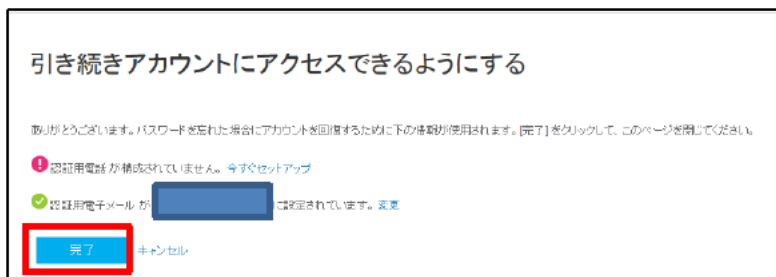 引き続きアカウントにアクセスできるようにする
ありがとうございます。パスワードを忘れた場合にアカウントを回復するために下の情報が使用されます。[完了] をクリックして、このページを閉じてください。
認証用電話 が構成されていません。 今すぐセットアップ
認証用電子メール が に設定されています。 変更
完了 キャンセル